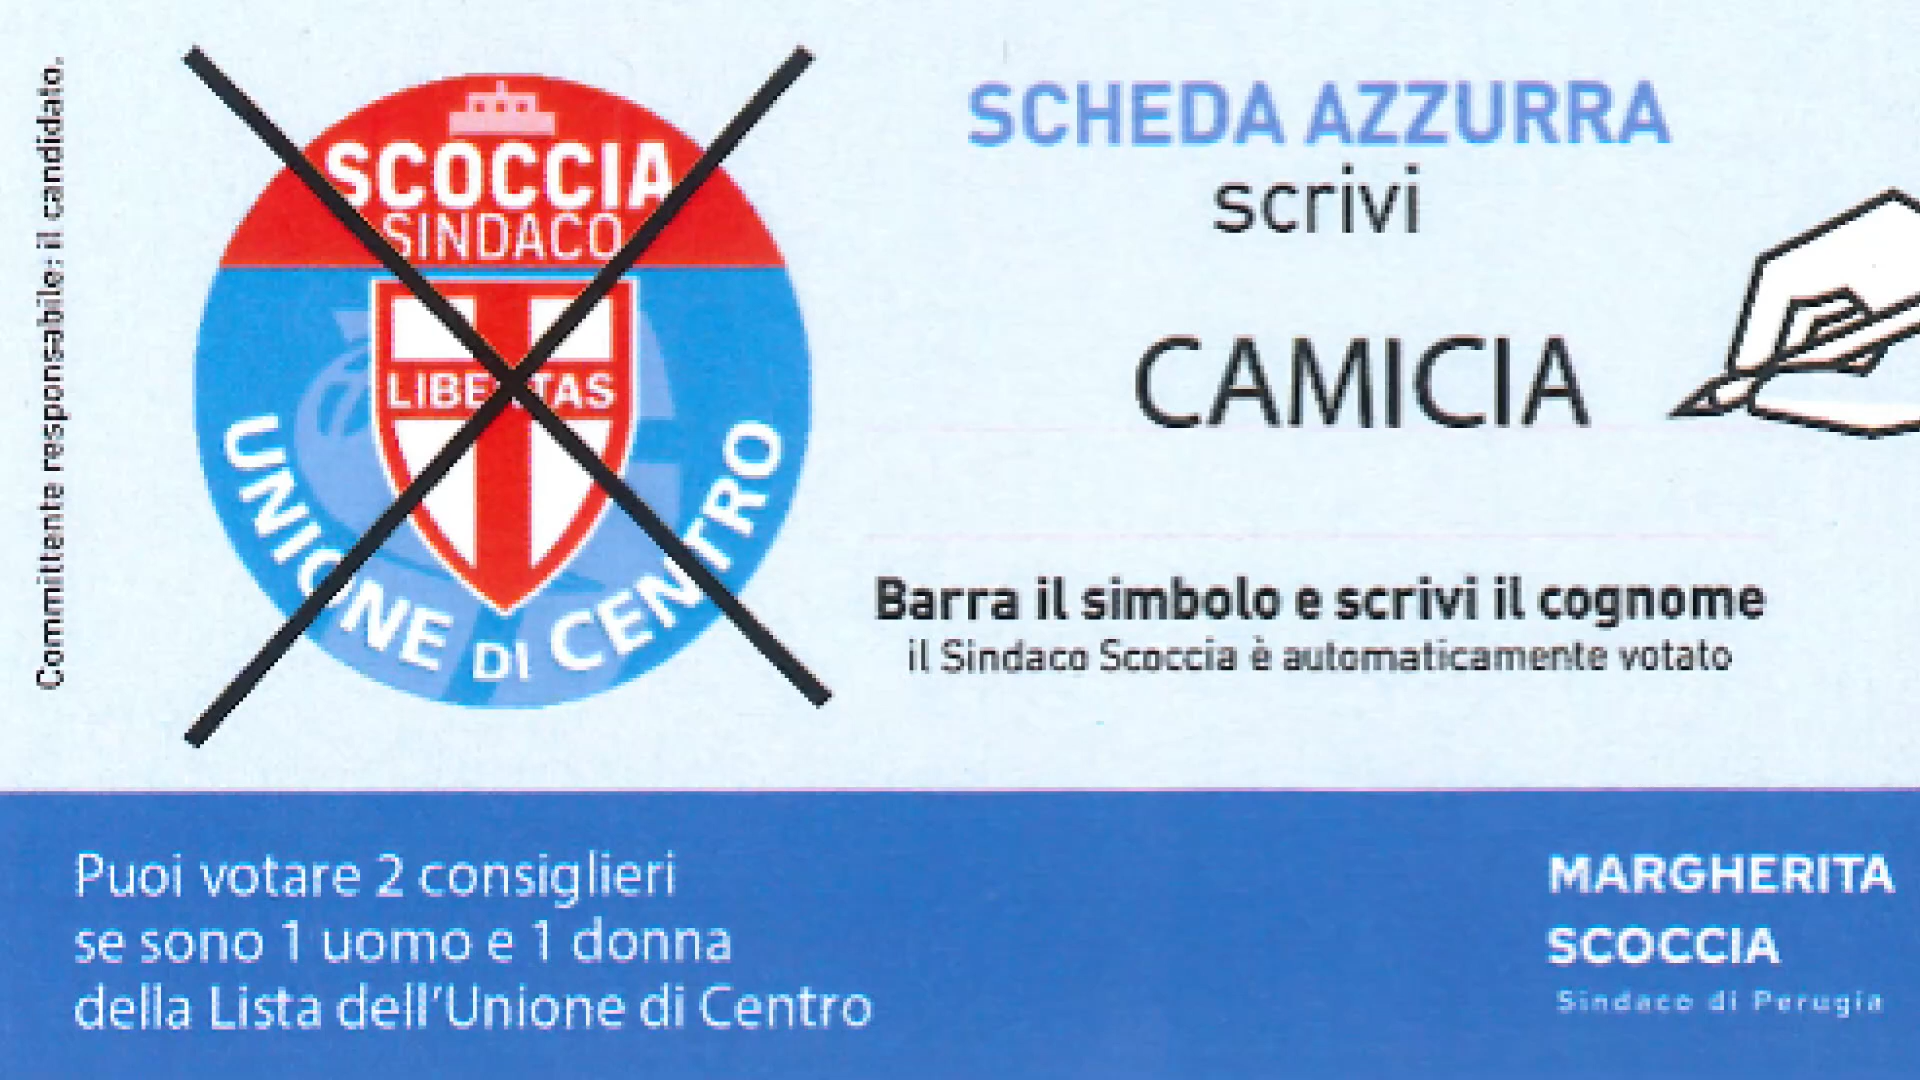 Committente responsabile: il candidato.
SCOCCIA
SINDACO
LIBERTAS
UNIONE DI CENTRO
SCHEDA AZZURRA
scrivi
CAMICIA
Barra il simbolo e scrivi il cognome
il Sindaco Scoccia è automaticamente votato
Puoi votare 2 consiglieri
se sono 1 uomo e 1 donna
della Lista dell'Unione di Centro
MARGHERITA
SCOCCIA
Sindaco di Perugia